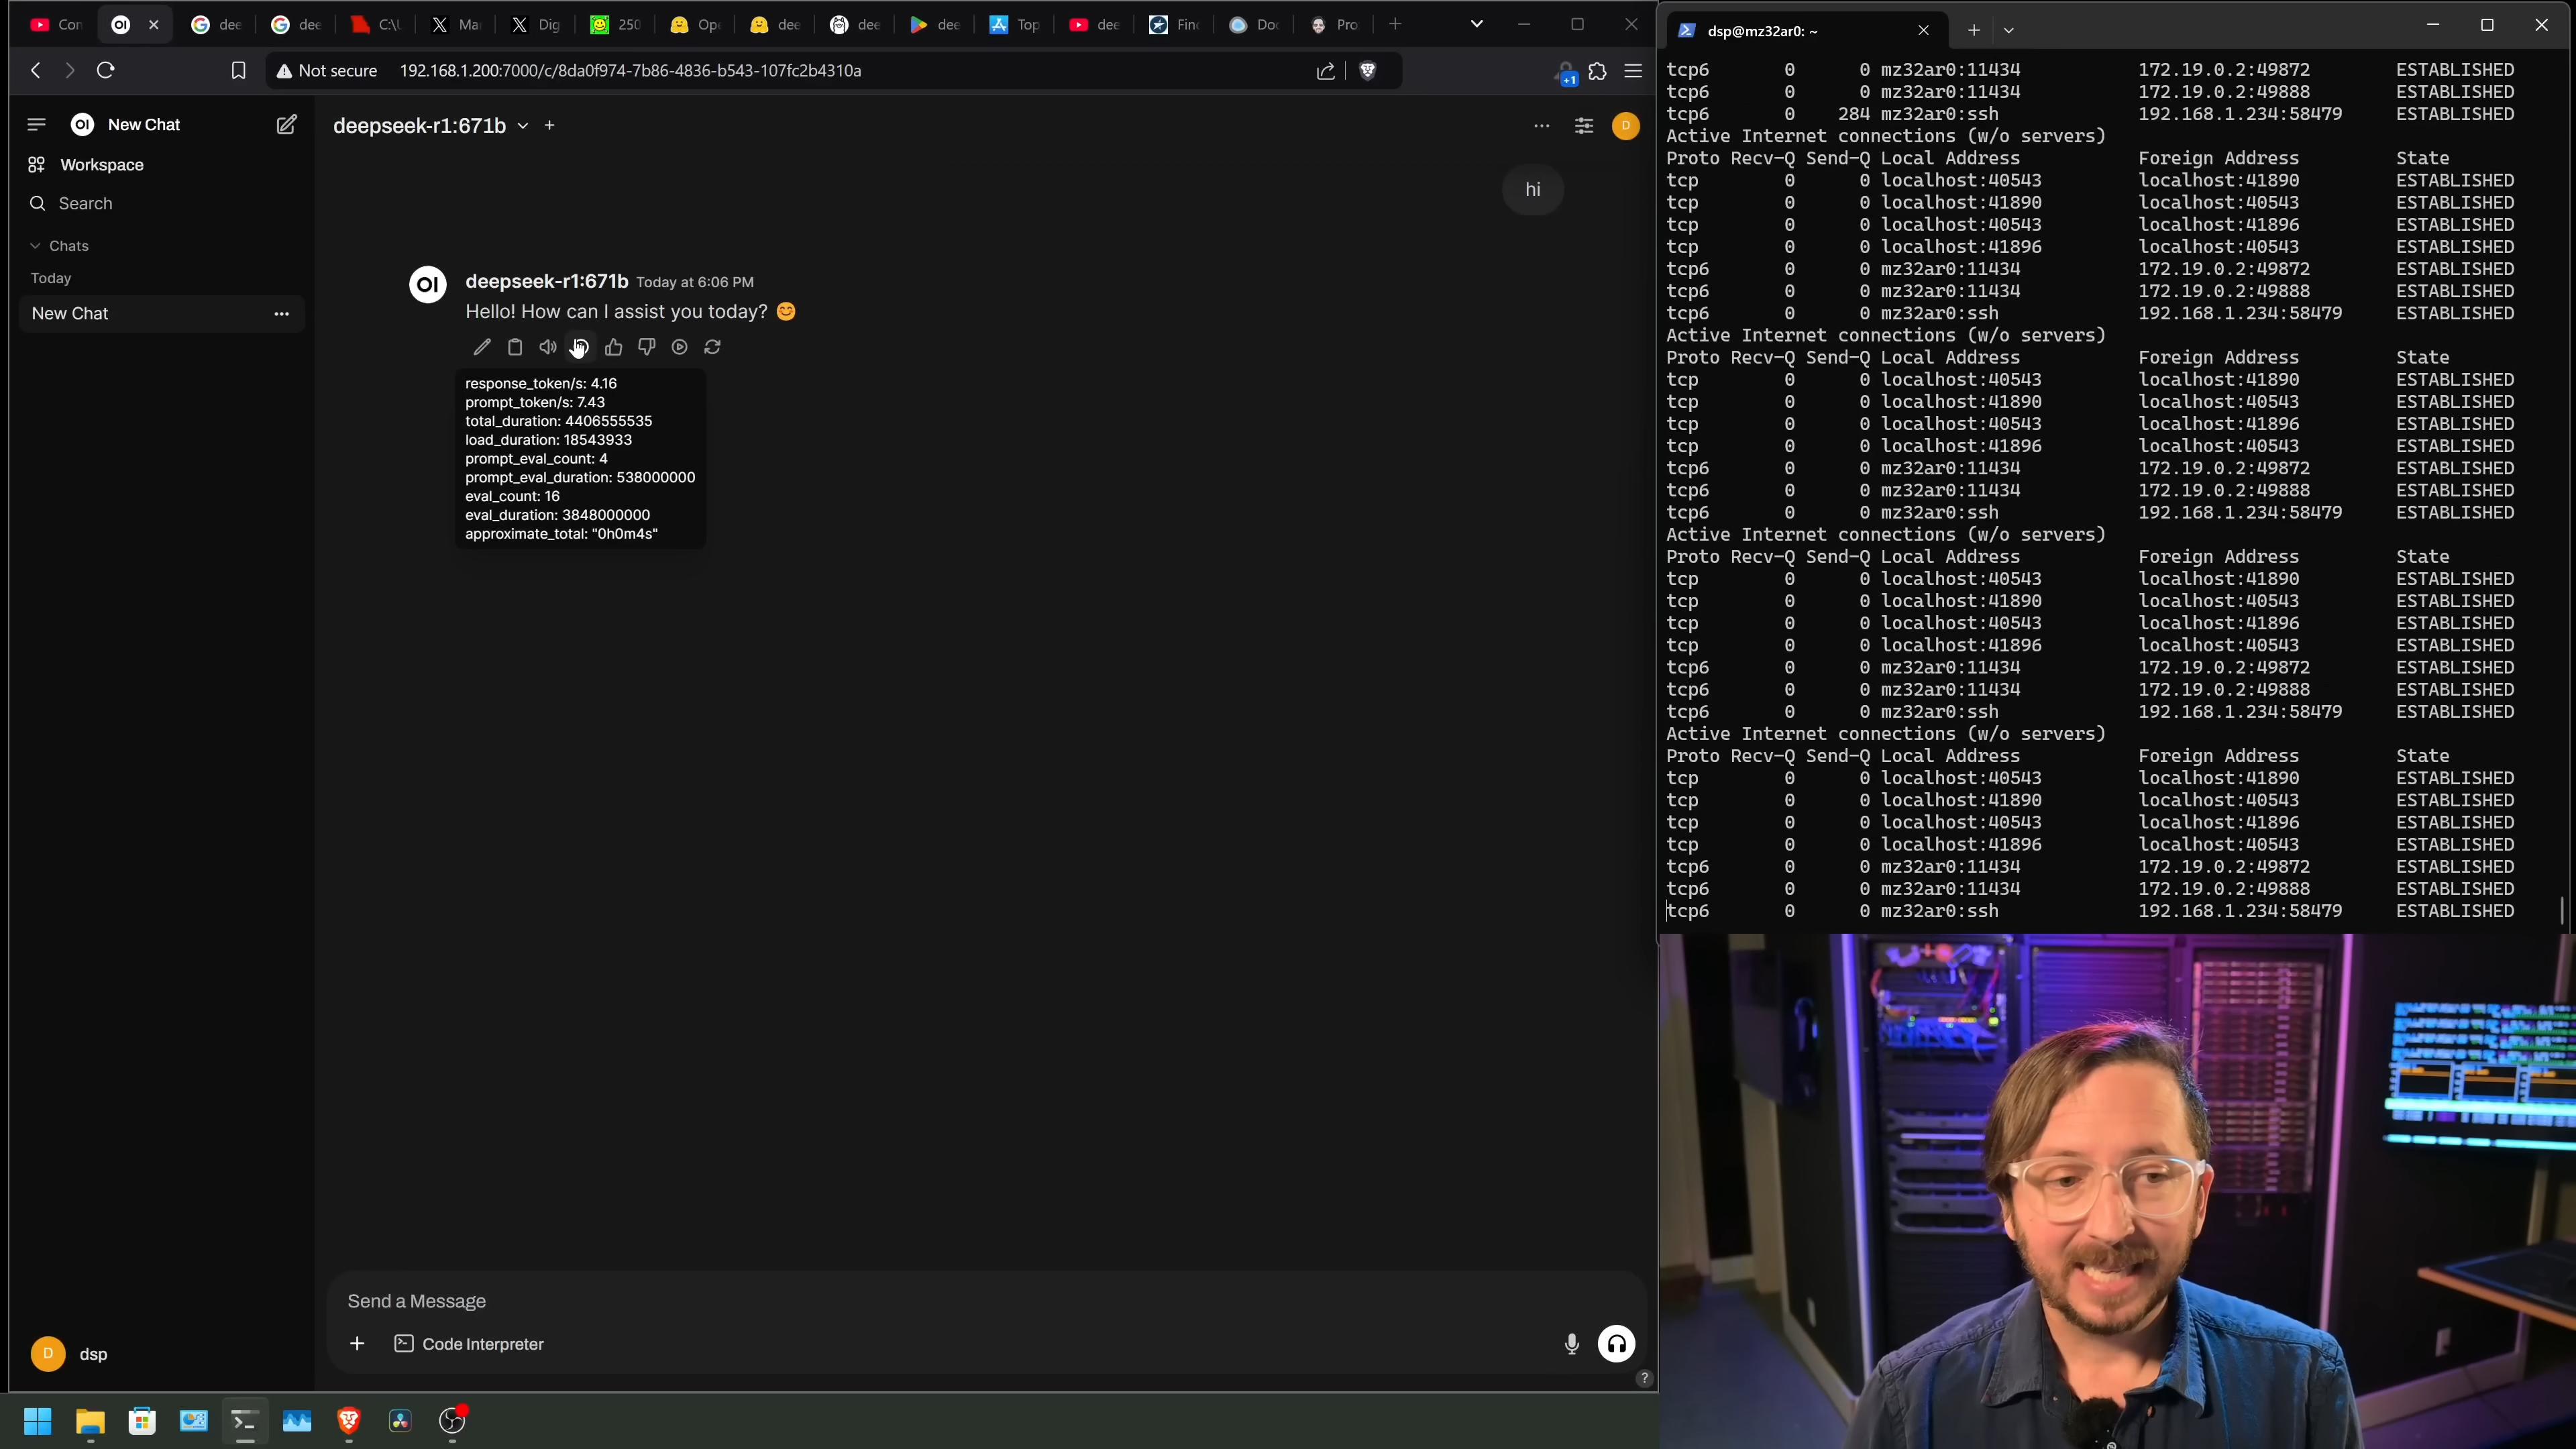 Con
dee
dee
C:\U
Ma
Dig
250
Ope
dee
dee
dee
Top
dee
Finc
Doc
Pro
Not secure
192.168.1.200:7000/c/8da0f974-7b86-4836-b543-107fc2b4310a
+1
OI New Chat
Workspace
Search
Chats
Today
New Chat
D dsp
deepseek-r1:671b
D
hi
OI deepseek-r1:671b Today at 6:06 PM
Hello! How can I assist you today? 😊
response_token/s: 4.16
prompt_token/s: 7.43
total_duration: 4406555535
load_duration: 18543933
prompt_eval_count: 4
prompt_eval_duration: 538000000
eval_count: 16
eval_duration: 3848000000
approximate_total: "0h0m4s"
Send a Message
Code Interpreter
?
dsp@mz32ar0: ~
tcp6 0 0 mz32ar0:11434 172.19.0.2:49872 ESTABLISHED
tcp6 0 0 mz32ar0:11434 172.19.0.2:49888 ESTABLISHED
tcp6 0 284 mz32ar0:ssh 192.168.1.234:58479 ESTABLISHED
Active Internet connections (w/o servers)
Proto Recv-Q Send-Q Local Address Foreign Address State
tcp 0 0 localhost:40543 localhost:41890 ESTABLISHED
tcp 0 0 localhost:41890 localhost:40543 ESTABLISHED
tcp 0 0 localhost:40543 localhost:41896 ESTABLISHED
tcp 0 0 localhost:41896 localhost:40543 ESTABLISHED
tcp6 0 0 mz32ar0:11434 172.19.0.2:49872 ESTABLISHED
tcp6 0 0 mz32ar0:11434 172.19.0.2:49888 ESTABLISHED
tcp6 0 0 mz32ar0:ssh 192.168.1.234:58479 ESTABLISHED
Active Internet connections (w/o servers)
Proto Recv-Q Send-Q Local Address Foreign Address State
tcp 0 0 localhost:40543 localhost:41890 ESTABLISHED
tcp 0 0 localhost:41890 localhost:40543 ESTABLISHED
tcp 0 0 localhost:40543 localhost:41896 ESTABLISHED
tcp 0 0 localhost:41896 localhost:40543 ESTABLISHED
tcp6 0 0 mz32ar0:11434 172.19.0.2:49872 ESTABLISHED
tcp6 0 0 mz32ar0:11434 172.19.0.2:49888 ESTABLISHED
tcp6 0 0 mz32ar0:ssh 192.168.1.234:58479 ESTABLISHED
Active Internet connections (w/o servers)
Proto Recv-Q Send-Q Local Address Foreign Address State
tcp 0 0 localhost:40543 localhost:41890 ESTABLISHED
tcp 0 0 localhost:41890 localhost:40543 ESTABLISHED
tcp 0 0 localhost:40543 localhost:41896 ESTABLISHED
tcp 0 0 localhost:41896 localhost:40543 ESTABLISHED
tcp6 0 0 mz32ar0:11434 172.19.0.2:49872 ESTABLISHED
tcp6 0 0 mz32ar0:11434 172.19.0.2:49888 ESTABLISHED
tcp6 0 0 mz32ar0:ssh 192.168.1.234:58479 ESTABLISHED
Active Internet connections (w/o servers)
Proto Recv-Q Send-Q Local Address Foreign Address State
tcp 0 0 localhost:40543 localhost:41890 ESTABLISHED
tcp 0 0 localhost:41890 localhost:40543 ESTABLISHED
tcp 0 0 localhost:40543 localhost:41896 ESTABLISHED
tcp 0 0 localhost:41896 localhost:40543 ESTABLISHED
tcp6 0 0 mz32ar0:11434 172.19.0.2:49872 ESTABLISHED
tcp6 0 0 mz32ar0:11434 172.19.0.2:49888 ESTABLISHED
tcp6 0 0 mz32ar0:ssh 192.168.1.234:58479 ESTABLISHED